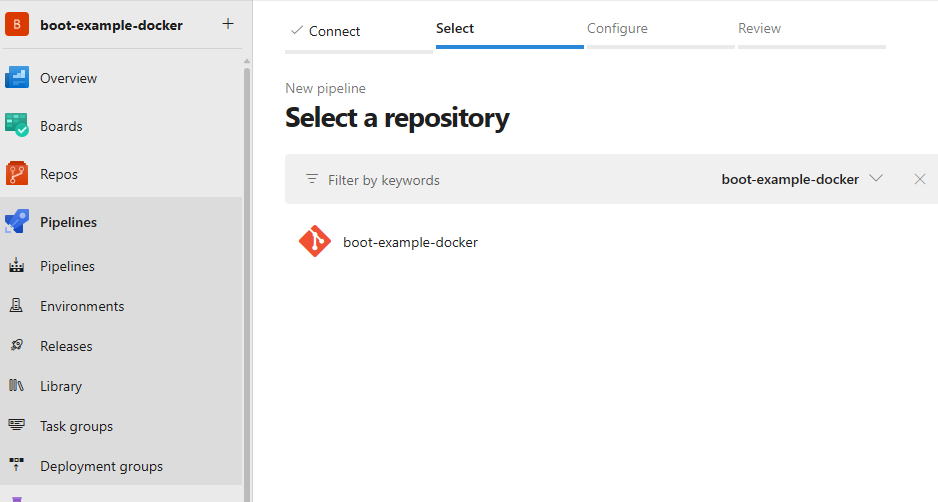 B boot-example-docker +
Overview
Boards
Repos
Pipelines
Pipelines
Environments
Releases
Library
Task groups
Deployment groups
Connect Select Configure Review
New pipeline
Select a repository
Filter by keywords boot-example-docker
boot-example-docker